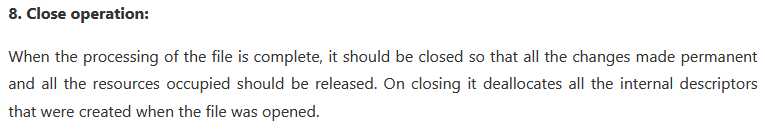 8. Close operation:
When the processing of the file is complete, it should be closed so that all the changes made permanent
and all the resources occupied should be released. On closing it deallocates all the internal descriptors
that were created when the file was opened.